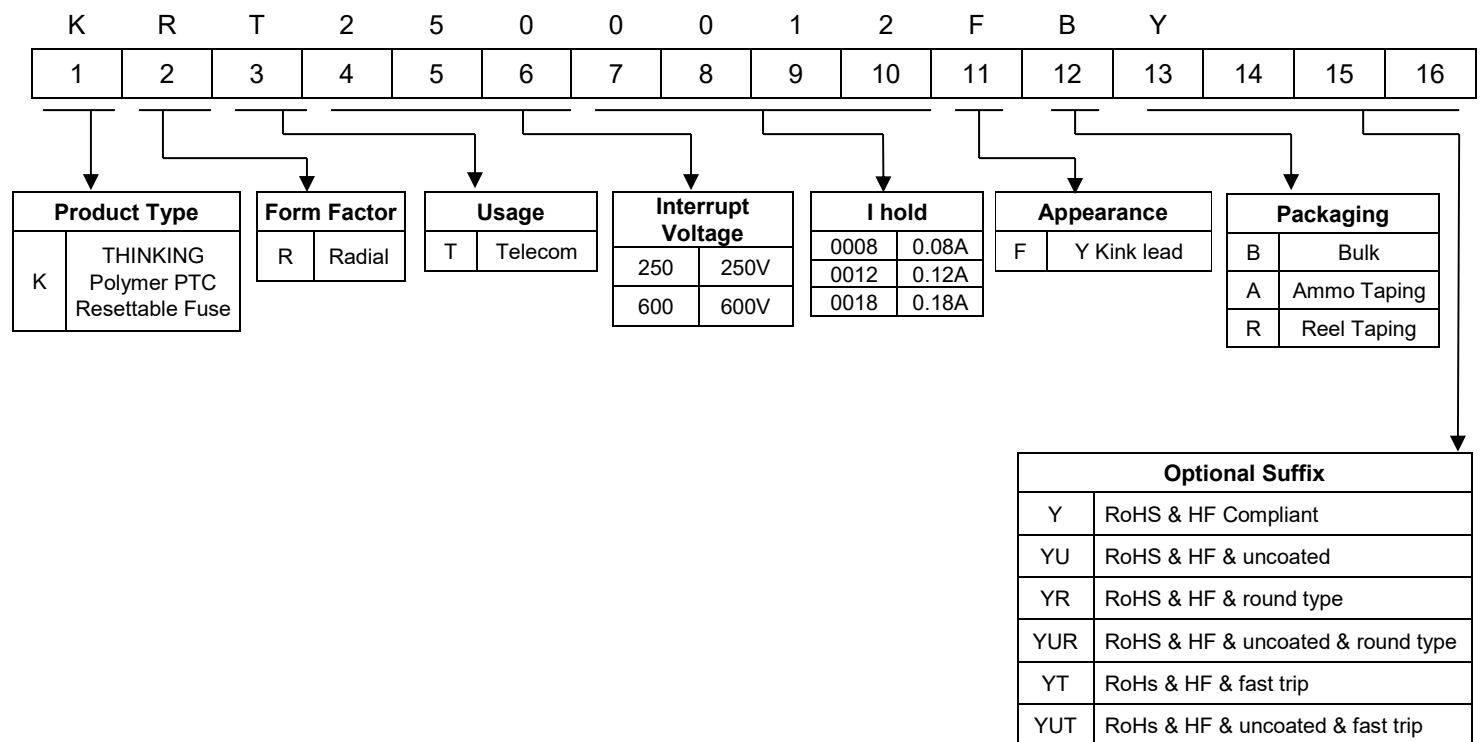 K R T 2 5 0 0 0 1 2 F B Y
1 2 3 4 5 6 7 8 9 10 11 12 13 14 15 16
Product Type
K THINKING
Polymer PTC
Resettable Fuse
Form Factor
R Radial
Usage
T Telecom
Interrupt
Voltage
250 250V
600 600V
I hold
0008 0.08A
0012 0.12A
0018 0.18A
Appearance
F Y Kink lead
Packaging
B Bulk
A Ammo Taping
R Reel Taping
Optional Suffix
Y RoHS & HF Compliant
YU RoHS & HF & uncoated
YR RoHS & HF & round type
YUR RoHS & HF & uncoated & round type
YT RoHs & HF & fast trip
YUT RoHs & HF & uncoated & fast trip